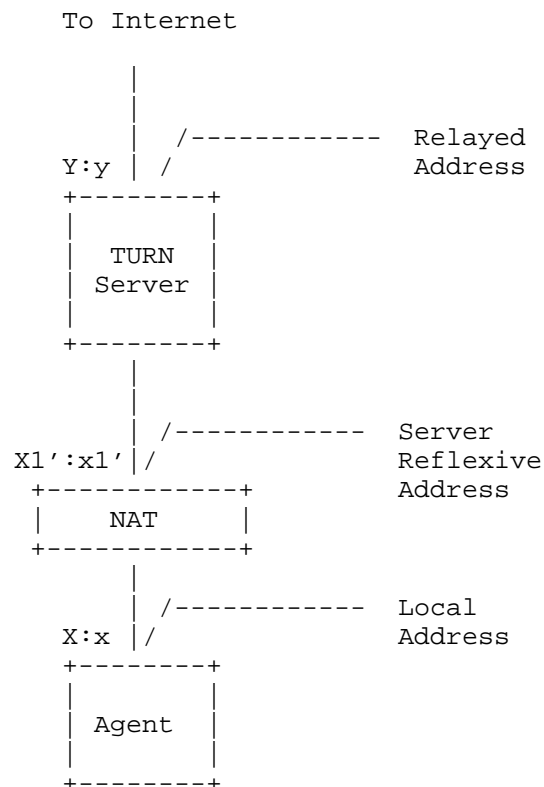 To Internet
|
|
| /------------ Relayed
Y:y | / Address
+--------+
| |
| TURN |
| Server |
| |
+--------+
|
|
| /------------ Server
X1':x1'|/ Reflexive
+------------+ Address
| NAT |
+------------+
|
| /------------ Local
X:x |/ Address
+--------+
| |
| Agent |
| |
+--------+